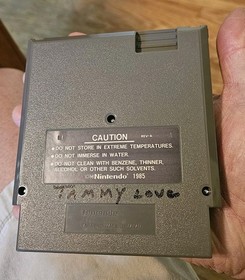 CAUTION REV-A
•DO NOT STORE IN EXTREME TEMPERATURES.
•DO NOT IMMERSE IN WATER.
•DO NOT CLEAN WITH BENZENE, THINNER,
ALCOHOL OR OTHER SUCH SOLVENTS.
©Nintendo® 1985
TAMMY Love